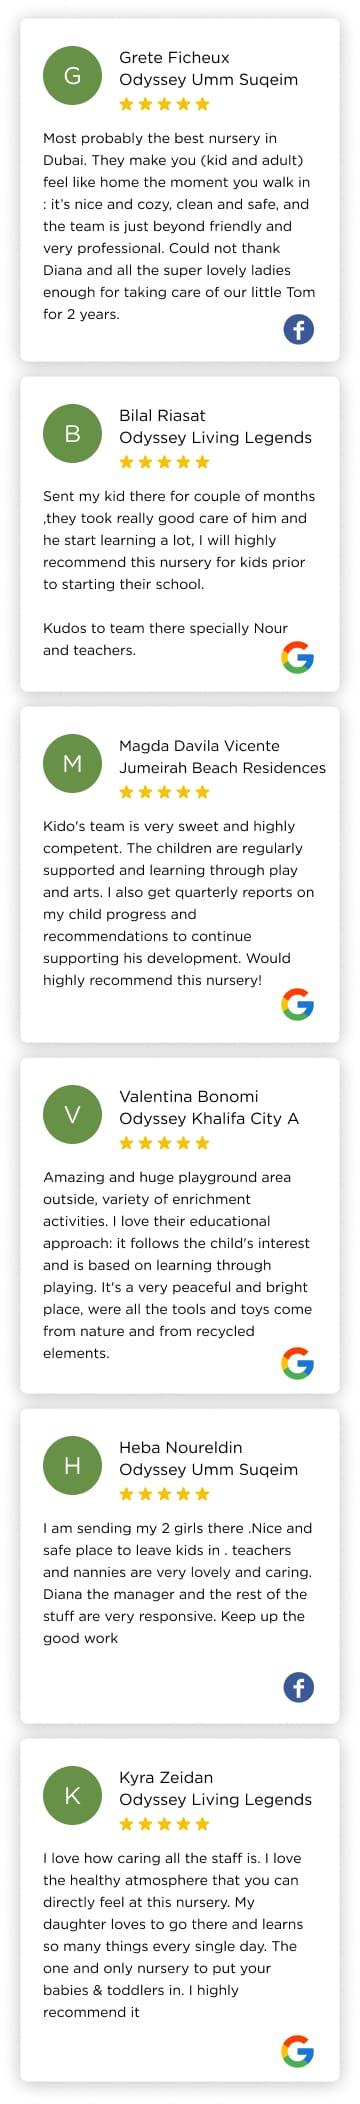 G
Grete Ficheux
Odyssey Umm Suqeim
Most probably the best nursery in
Dubai. They make you (kid and adult)
feel like home the moment you walk in
: it's nice and cozy, clean and safe, and
the team is just beyond friendly and
very professional. Could not thank
Diana and all the super lovely ladies
enough for taking care of our little Tom
for 2 years.
B
Bilal Riasat
Odyssey Living Legends
Sent my kid there for couple of months
,they took really good care of him and
he start learning a lot, I will highly
recommend this nursery for kids prior
to starting their school.
Kudos to team there specially Nour
and teachers.
M
Magda Davila Vicente
Jumeirah Beach Residences
Kido's team is very sweet and highly
competent. The children are regularly
supported and learning through play
and arts. I also get quarterly reports on
my child progress and
recommendations to continue
supporting his development. Would
highly recommend this nursery!
V
Valentina Bonomi
Odyssey Khalifa City A
Amazing and huge playground area
outside, variety of enrichment
activities. I love their educational
approach: it follows the child's interest
and is based on learning through
playing. It's a very peaceful and bright
place, were all the tools and toys come
from nature and from recycled
elements.
H
Heba Noureldin
Odyssey Umm Suqeim
I am sending my 2 girls there .Nice and
safe place to leave kids in . teachers
and nannies are very lovely and caring.
Diana the manager and the rest of the
stuff are very responsive. Keep up the
good work
K
Kyra Zeidan
Odyssey Living Legends
I love how caring all the staff is. I love
the healthy atmosphere that you can
directly feel at this nursery. My
daughter loves to go there and learns
so many things every single day. The
one and only nursery to put your
babies & toddlers in. I highly
recommend it